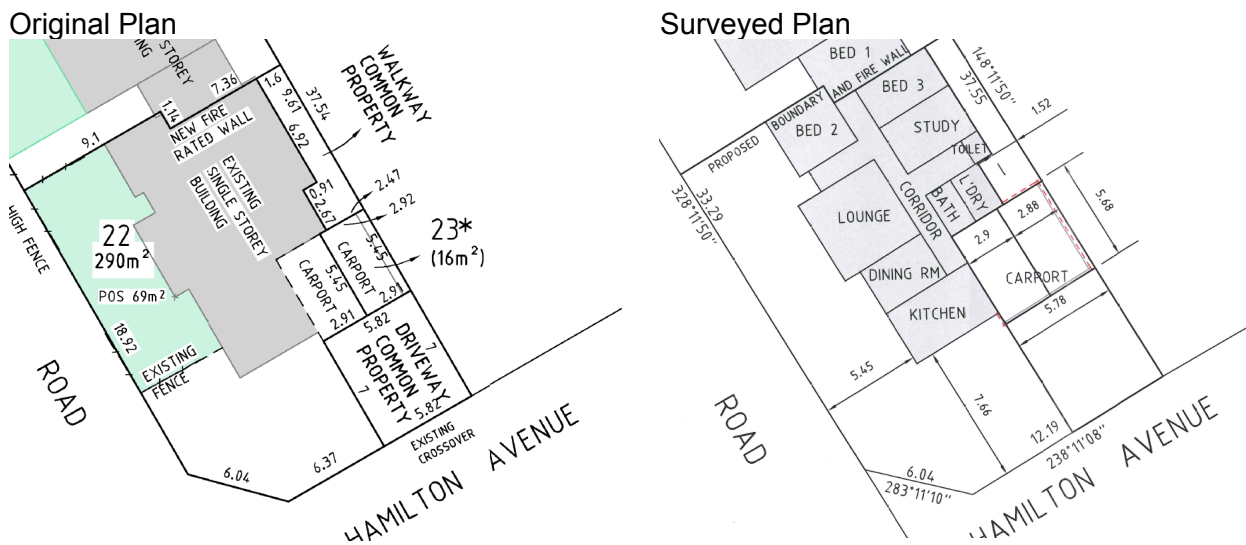 Original Plan
STOREY
7.36
1.14
1.6
9.61
37.54
WALKWAY
COMMON
PROPERTY
NEW FIRE
RATED WALL
6.92
9.1
EXISTING
SINGLE STOREY
BUILDING
0.91
2.67
2.47
2.92
HIGH FENCE
22
290m²
23*
(16m²)
POS 69m²
CARPORT
5.45
2.91
CARPORT
5.45
2.91
18.92
5.82
EXISTING
FENCE
DRIVEWAY
COMMON
PROPERTY
7
7
5.82
ROAD
EXISTING
CROSSOVER
6.04
6.37
HAMILTON AVENUE
Surveyed Plan
BED 1
PROPOSED BOUNDARY AND FIRE WALL
BED 3
148°11'50"
37.55
BED 2
STUDY
1.52
TOILET
33.29
328°11'50"
CORRIDOR
BATH
L'DRY
LOUNGE
2.88
5.68
2.9
DINING RM
CARPORT
KITCHEN
5.78
5.45
7.66
ROAD
12.19
238°11'08"
6.04
283°11'10"
HAMILTON AVENUE